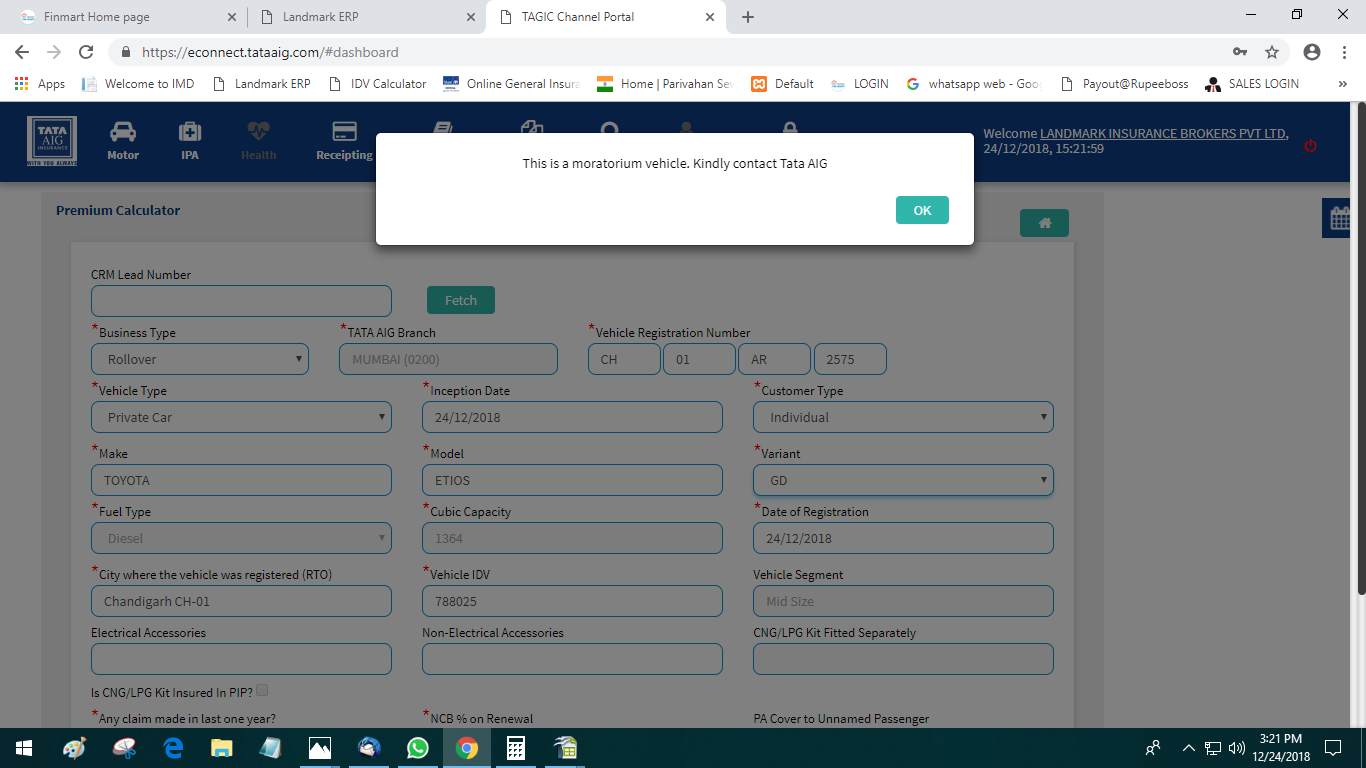 Finmart Home page
Landmark ERP
TAGIC Channel Portal
https://econnect.tataaig.com/#dashboard
Apps Welcome to IMD Landmark ERP IDV Calculator Online General Insura Home | Parivahan Sev Default LOGIN whatsapp web - Goo Payout@Rupeeboss SALES LOGIN »
TATA
AIG
INSURANCE
WITH YOU ALWAYS
Motor IPA Health Receipting
Welcome LANDMARK INSURANCE BROKERS PVT LTD,
24/12/2018, 15:21:59
This is a moratorium vehicle. Kindly contact Tata AIG
OK
Premium Calculator
CRM Lead Number
Fetch
*Business Type *TATA AIG Branch *Vehicle Registration Number
Rollover MUMBAI (0200) CH 01 AR 2575
*Vehicle Type *Inception Date *Customer Type
Private Car 24/12/2018 Individual
*Make *Model *Variant
TOYOTA ETIOS GD
*Fuel Type *Cubic Capacity *Date of Registration
Diesel 1364 24/12/2018
*City where the vehicle was registered (RTO) *Vehicle IDV Vehicle Segment
Chandigarh CH-01 788025 Mid Size
Electrical Accessories Non-Electrical Accessories CNG/LPG Kit Fitted Separately
Is CNG/LPG Kit Insured In PIP?
*Any claim made in last one year? *NCB % on Renewal PA Cover to Unnamed Passenger
3:21 PM
12/24/2018